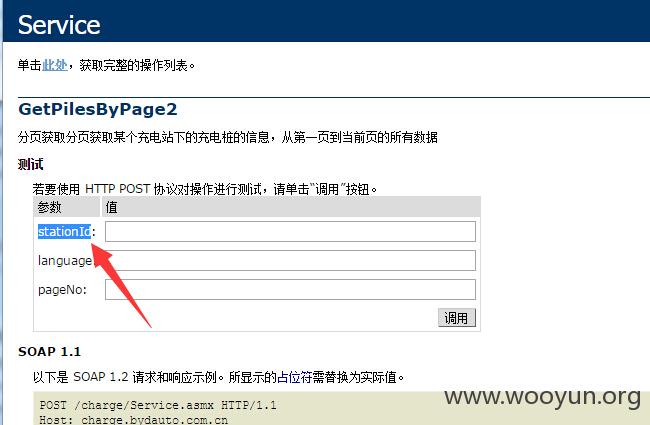 Service
单击此处，获取完整的操作列表。
GetPilesByPage2
分页获取分页获取某个充电站下的充电桩的信息，从第一页到当前页的所有数据
测试
若要使用 HTTP POST 协议对操作进行测试，请单击“调用”按钮。
参数 值
stationId:
language:
pageNo:
调用
SOAP 1.1
以下是 SOAP 1.2 请求和响应示例。所显示的占位符需替换为实际值。
POST /charge/Service.asmx HTTP/1.1
Host: charge.bydauto.com.cn
www.wooyun.org